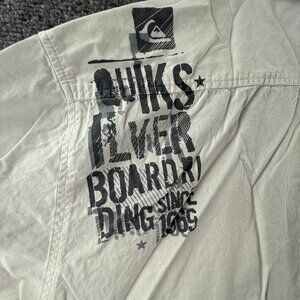 QUIKS
ILVER
BOARDRI
DING SINCE
1969